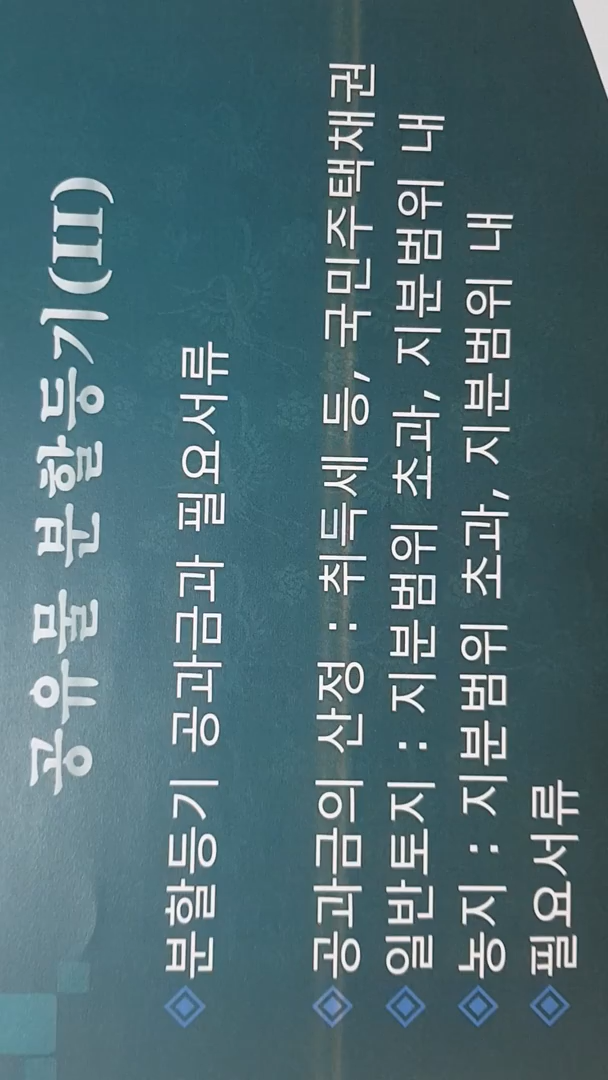 공유물 분할등기(II)
분할등기 공과금과 필요서류
공과금의 산정 : 취득세 등, 국민주택채권
일반토지 : 지분범위 초과, 지분범위 내
농지 : 지분범위 초과, 지분범위 내
필요서류